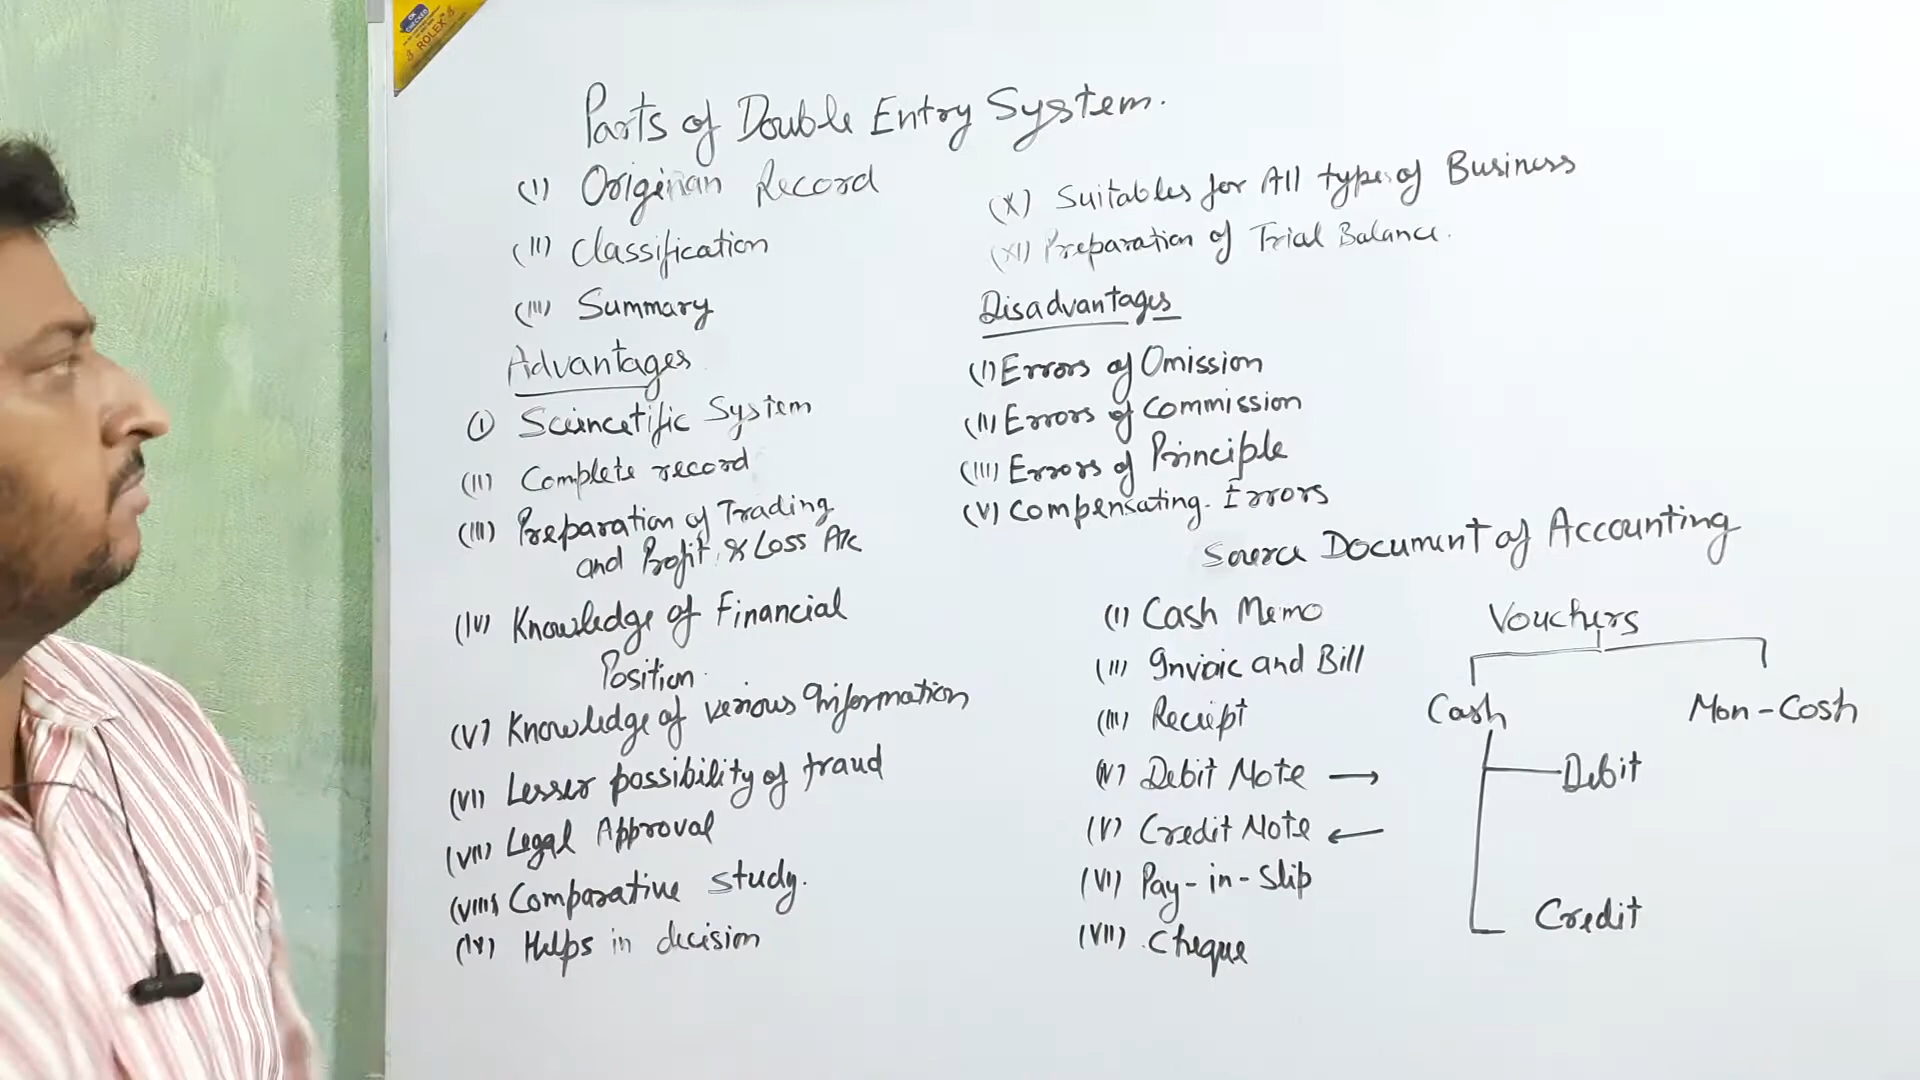 OK
CHECKED
ROLEX
Parts of Double Entry System.
(I) Originan Record
(II) Classification
(III) Summary
Advantages
(I) Sciencetific System
(II) Complete record
(III) Preparation of Trading
and Profit & Loss A/c
(IV) Knowledge of Financial
Position.
(V) Knowledge of verious Information
(VI) Lesser possibility of fraud
(VII) Legal Approval
(VIII) Comparative study.
(IX) Helps in decision
(X) Suitables for All types of Business
(XI) Preparation of Trial Balance.
Disadvantages
(I) Errors of Omission
(II) Errors of Commission
(III) Errors of Principle
(V) Compensating. Errors
Source Document of Accounting
(I) Cash Memo
(II) Invoic and Bill
(III) Receipt
(IV) Debit Note →
(V) Credit Note ←
(VI) Pay-in-Slip
(VII) Cheque
Vouchers
Cash Non-Cash
Debit
Credit